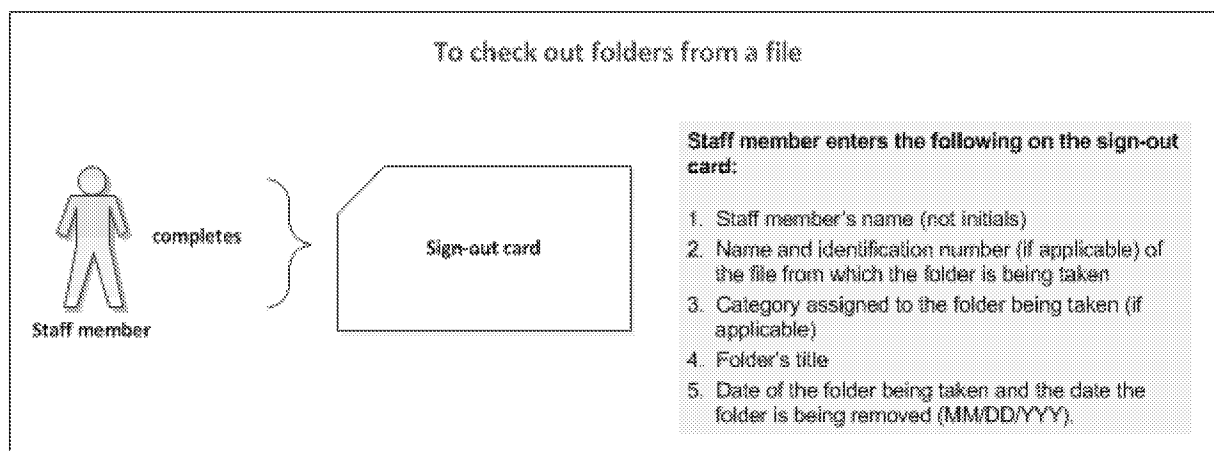 To check out folders from a file
Staff member enters the following on the sign-out
card:
1. Staff member's name (not initials)
2. Name and identification number (if applicable) of
the file from which the folder is being taken
3. Category assigned to the folder being taken (if
applicable)
4. Folder's title
5. Date of the folder being taken and the date the
folder is being removed (MM/DD/YYY).
completes
Sign-out card
Staff member